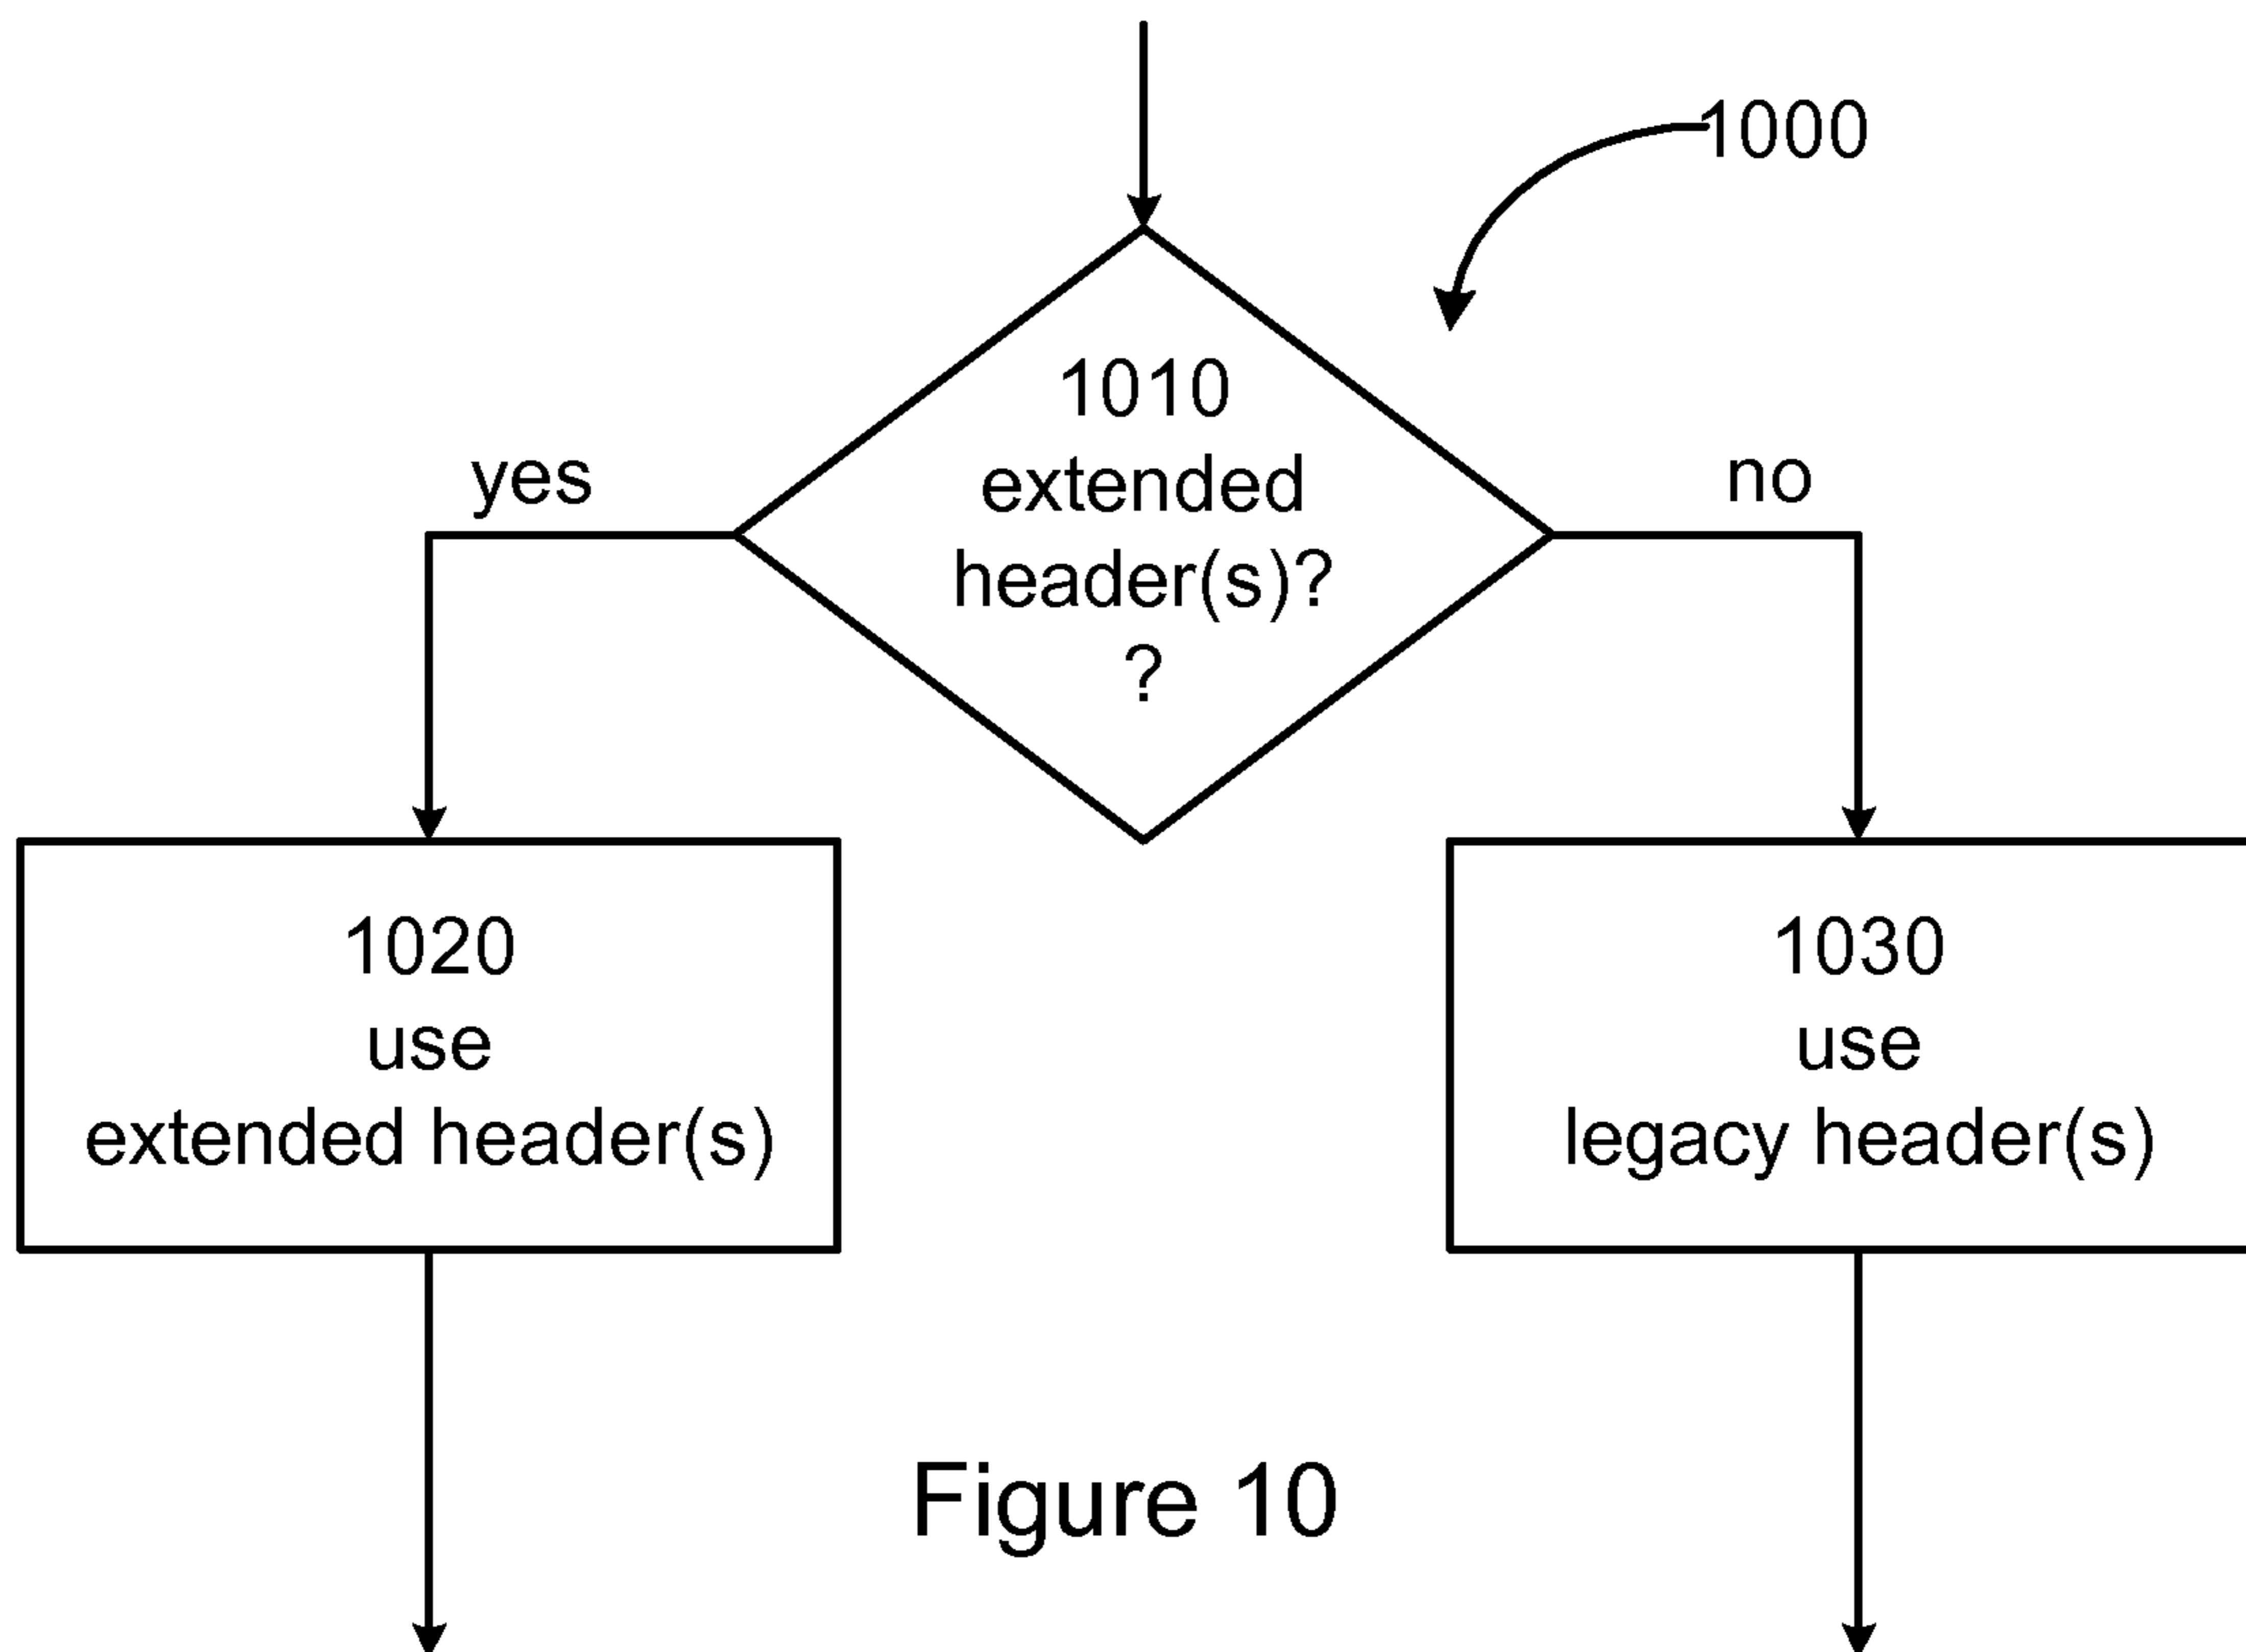 1000
1010
extended
header(s)?
?
yes
no
1020
use
extended header(s)
1030
use
legacy header(s)
Figure 10